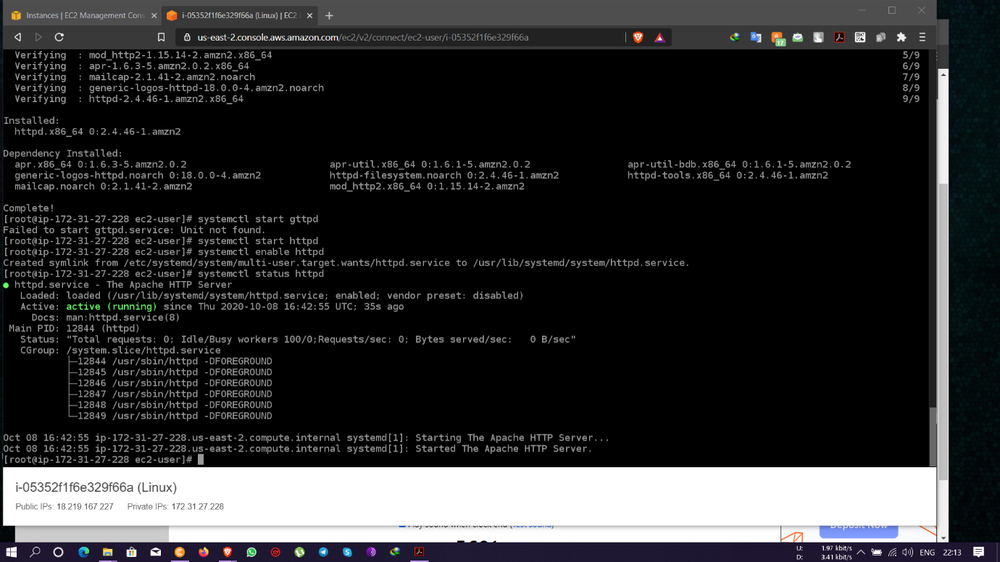 Instances | EC2 Management Cons
i-05352f1f6e329f66a (Linux) | EC2
us-east-2.console.aws.amazon.com/ec2/v2/connect/ec2-user/i-05352f1f6e329f66a
17
Verifying : mod_http2-1.15.14-2.amzn2.x86_64 5/9
Verifying : apr-1.6.3-5.amzn2.0.2.x86_64 6/9
Verifying : mailcap-2.1.41-2.amzn2.noarch 7/9
Verifying : generic-logos-httpd-18.0.0-4.amzn2.noarch 8/9
Verifying : httpd-2.4.46-1.amzn2.x86_64 9/9
Installed:
httpd.x86_64 0:2.4.46-1.amzn2
Dependency Installed:
apr.x86_64 0:1.6.3-5.amzn2.0.2 apr-util.x86_64 0:1.6.1-5.amzn2.0.2 apr-util-bdb.x86_64 0:1.6.1-5.amzn2.0.2
generic-logos-httpd.noarch 0:18.0.0-4.amzn2 httpd-filesystem.noarch 0:2.4.46-1.amzn2 httpd-tools.x86_64 0:2.4.46-1.amzn2
mailcap.noarch 0:2.1.41-2.amzn2 mod_http2.x86_64 0:1.15.14-2.amzn2
Complete!
[root@ip-172-31-27-228 ec2-user]# systemctl start gttpd
Failed to start gttpd.service: Unit not found.
[root@ip-172-31-27-228 ec2-user]# systemctl start httpd
[root@ip-172-31-27-228 ec2-user]# systemctl enable httpd
Created symlink from /etc/systemd/system/multi-user.target.wants/httpd.service to /usr/lib/systemd/system/httpd.service.
[root@ip-172-31-27-228 ec2-user]# systemctl status httpd
● httpd.service - The Apache HTTP Server
Loaded: loaded (/usr/lib/systemd/system/httpd.service; enabled; vendor preset: disabled)
Active: active (running) since Thu 2020-10-08 16:42:55 UTC; 35s ago
Docs: man:httpd.service(8)
Main PID: 12844 (httpd)
Status: "Total requests: 0; Idle/Busy workers 100/0;Requests/sec: 0; Bytes served/sec:   0 B/sec"
CGroup: /system.slice/httpd.service
├─12844 /usr/sbin/httpd -DFOREGROUND
├─12845 /usr/sbin/httpd -DFOREGROUND
├─12846 /usr/sbin/httpd -DFOREGROUND
├─12847 /usr/sbin/httpd -DFOREGROUND
├─12848 /usr/sbin/httpd -DFOREGROUND
└─12849 /usr/sbin/httpd -DFOREGROUND
Oct 08 16:42:55 ip-172-31-27-228.us-east-2.compute.internal systemd[1]: Starting The Apache HTTP Server...
Oct 08 16:42:55 ip-172-31-27-228.us-east-2.compute.internal systemd[1]: Started The Apache HTTP Server.
[root@ip-172-31-27-228 ec2-user]#
i-05352f1f6e329f66a (Linux)
Public IPs: 18.219.167.227 Private IPs: 172.31.27.228
Play sound when clock end (Test sound)
Deposit Now
U: 1.97 kbit/s
D: 3.41 kbit/s
ENG 22:13